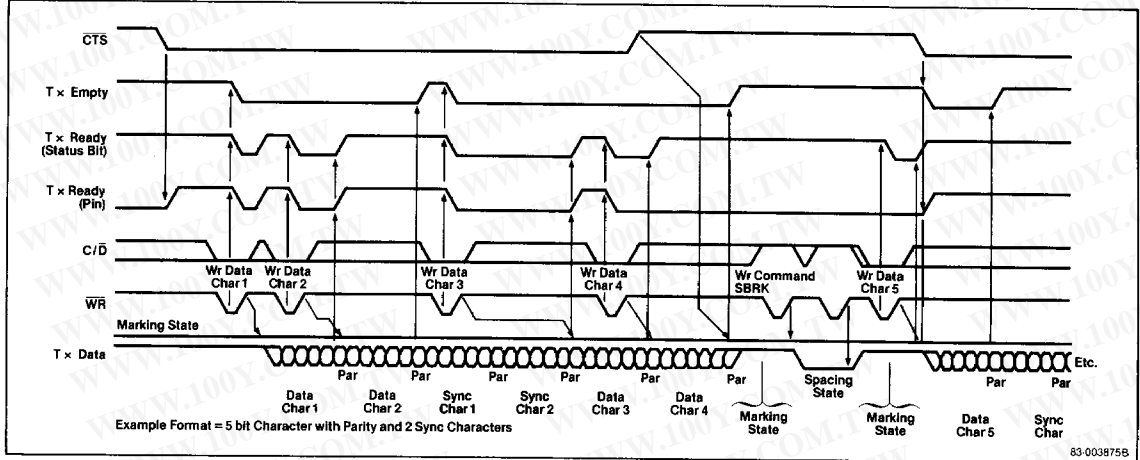 CTS
T × Empty
T × Ready
(Status Bit)
T × Ready
(Pin)
C/D
Wr Data
Char 1
Wr Data
Char 2
Wr Data
Char 3
Wr Data
Char 4
Wr Command
SBRK
Wr Data
Char 5
WR
Marking State
T × Data
Etc.
Par Par Par Par Par Par Par Par
Spacing
State
Data
Char 1
Data
Char 2
Sync
Char 1
Sync
Char 2
Data
Char 3
Data
Char 4
Marking
State
Marking
State
Data
Char 5
Sync
Char
Example Format = 5 bit Character with Parity and 2 Sync Characters
83-003875B
WWW.100Y.COM.TW